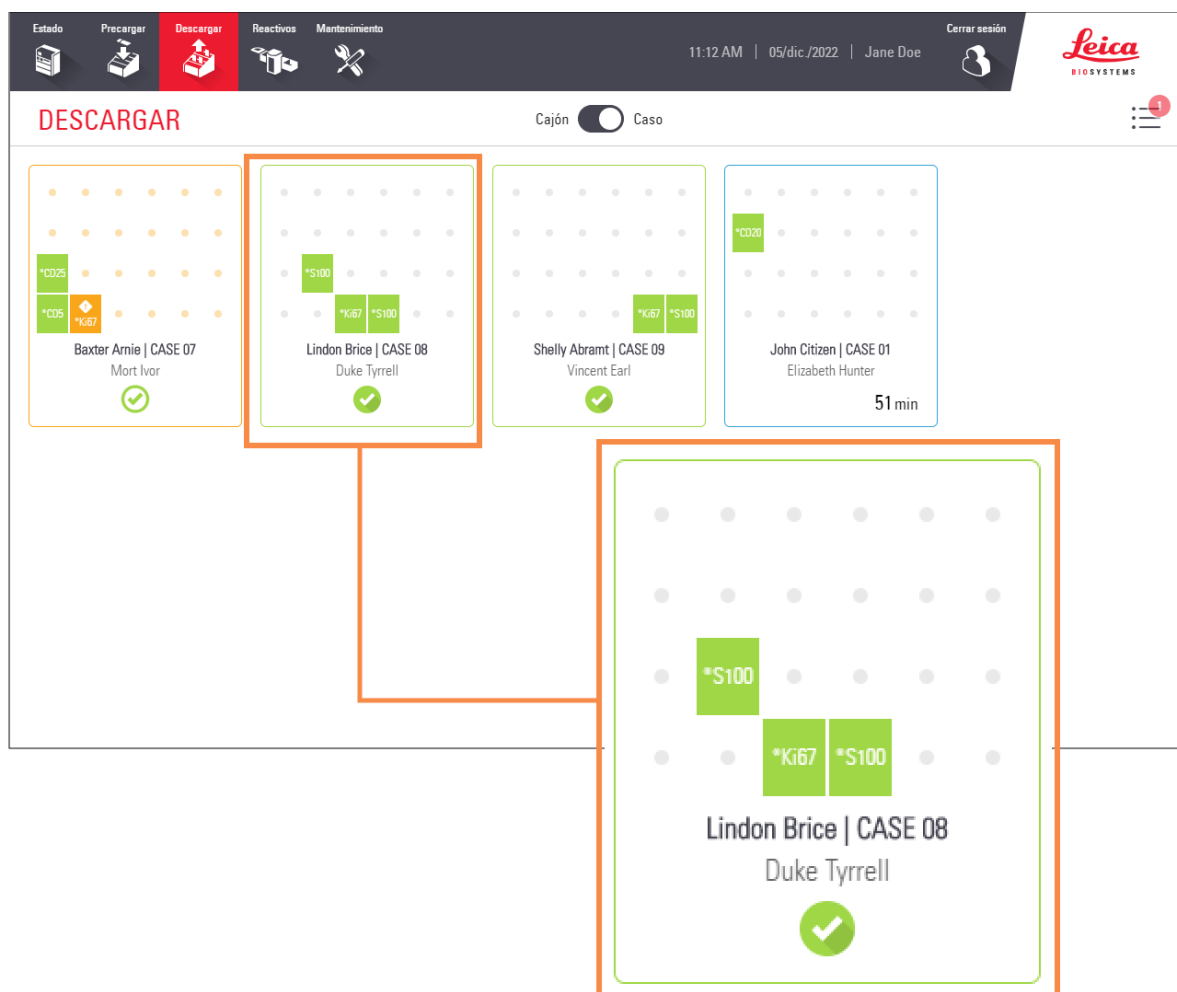 Estado
Precargar
Descargar
Reactivos
Mantenimiento
11:12 AM | 05/dic./2022 | Jane Doe
Cerrar sesión
Leica
BIOSYSTEMS
DESCARGAR
Cajón
Caso
1
*CD25
*CD5
*Ki67
Baxter Arnie | CASE 07
Mort Ivor
*S100
*Ki67 *S100
Lindon Brice | CASE 08
Duke Tyrrell
*Ki67 *S100
Shelly Abramt | CASE 09
Vincent Earl
*CD20
John Citizen | CASE 01
Elizabeth Hunter
51 min
*S100
*Ki67 *S100
Lindon Brice | CASE 08
Duke Tyrrell